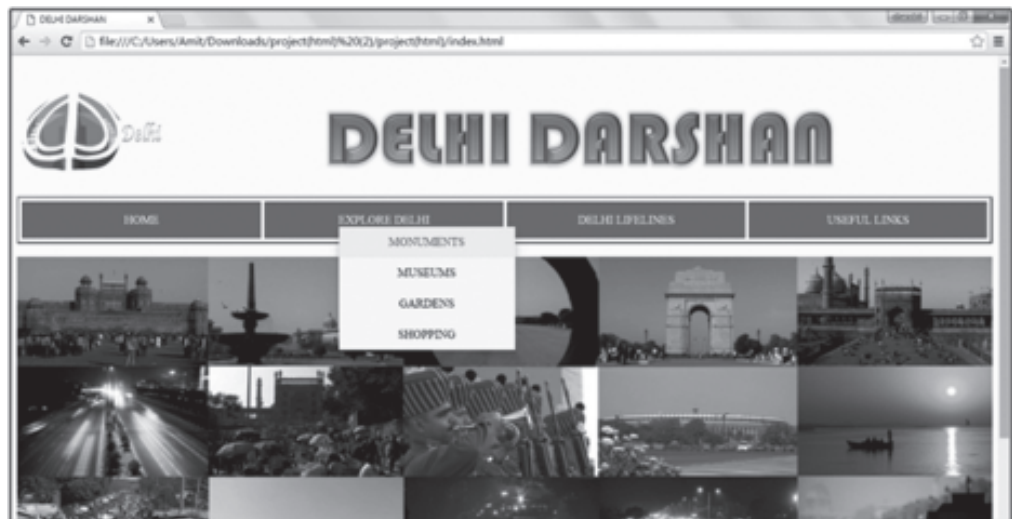 DELHI DARSHAN
file:///C:/Users/Amit/Downloads/project(html)%20(2)/project(html)/index.html
Delhi
DELHI DARSHAN
HOME EXPLORE DELHI DELHI LIFELINES USEFUL LINKS
MONUMENTS
MUSEUMS
GARDENS
SHOPPING